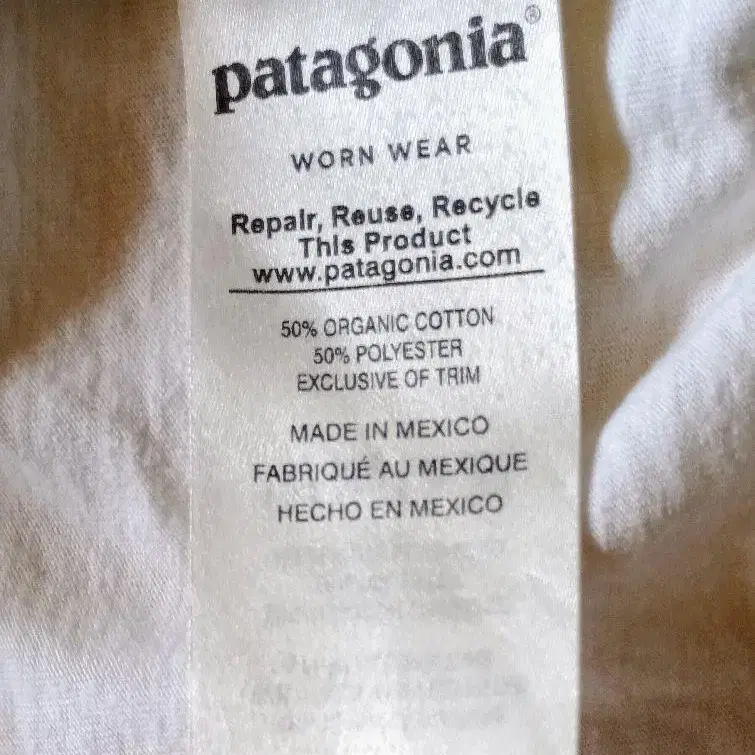 patagonia®
WORN WEAR
Repair, Reuse, Recycle
This Product
www.patagonia.com
50% ORGANIC COTTON
50% POLYESTER
EXCLUSIVE OF TRIM
MADE IN MEXICO
FABRIQUÉ AU MEXIQUE
HECHO EN MEXICO